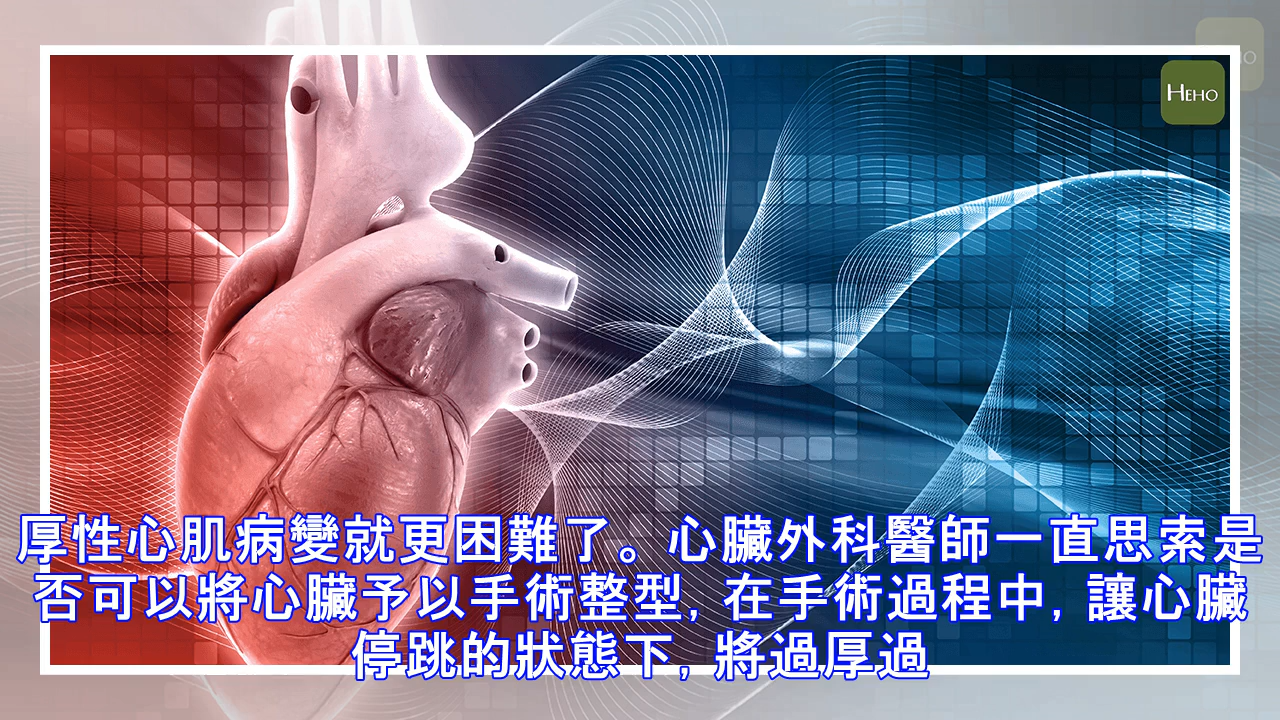 HEHO
厚性心肌病變就更困難了。心臟外科醫師一直思索是
否可以將心臟予以手術整型, 在手術過程中, 讓心臟
停跳的狀態下, 將過厚過